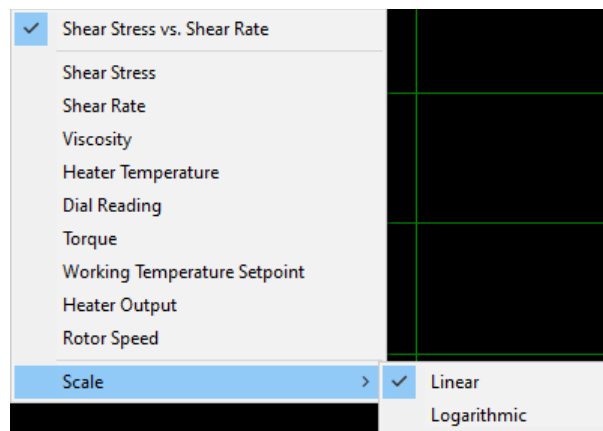 Shear Stress vs. Shear Rate
Shear Stress
Shear Rate
Viscosity
Heater Temperature
Dial Reading
Torque
Working Temperature Setpoint
Heater Output
Rotor Speed
Scale
Linear
Logarithmic